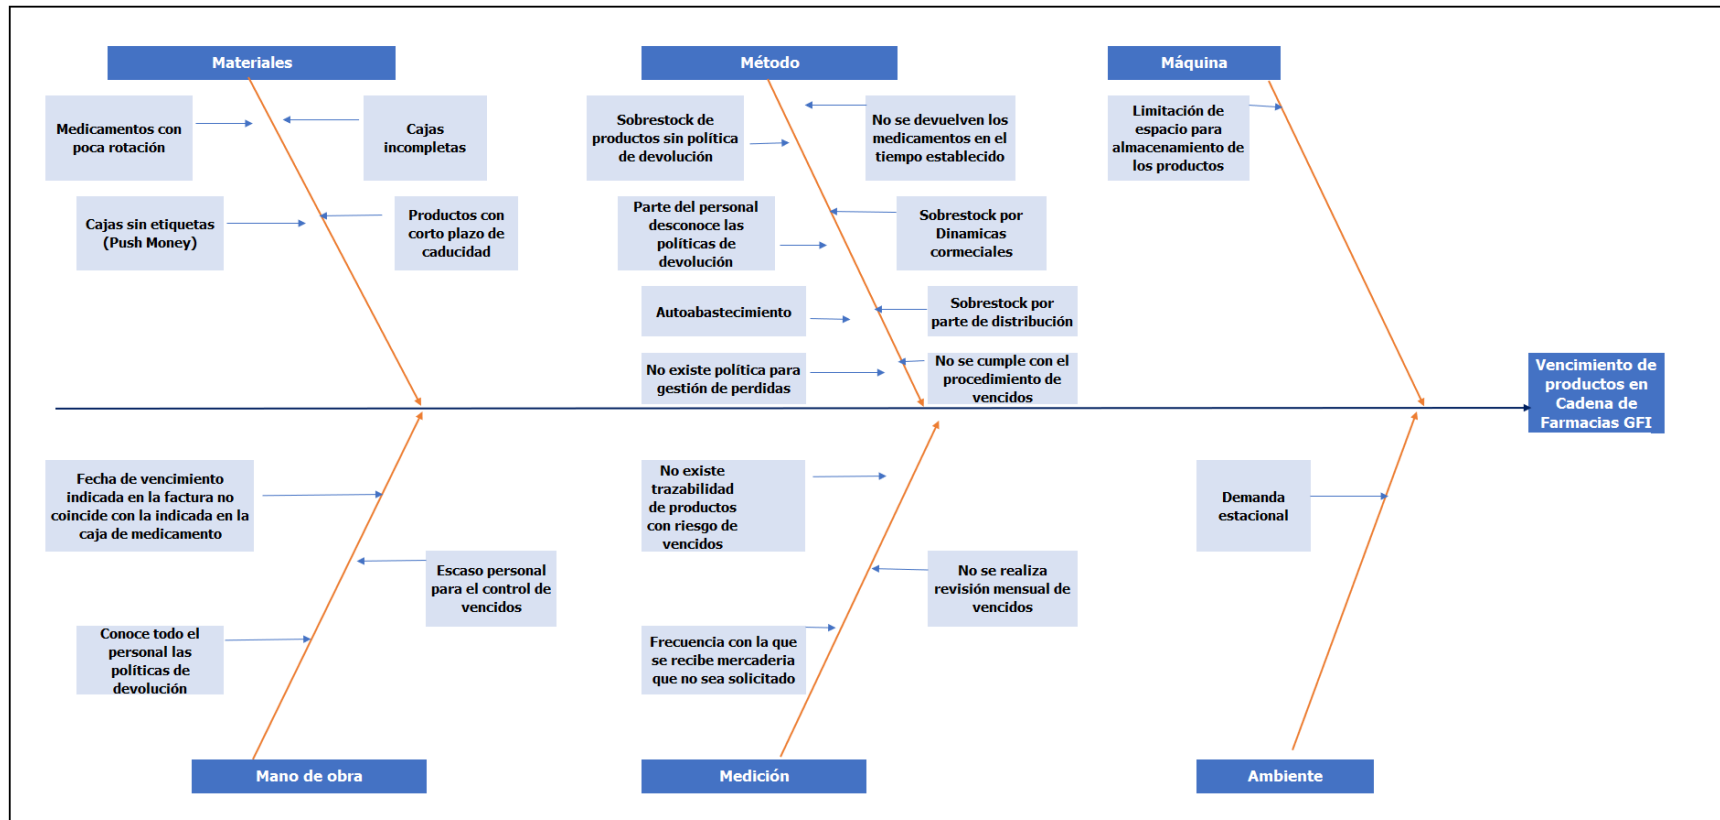 Materiales
Método
Máquina
Medicamentos con
poca rotación
Cajas
incompletas
Sobrestock de
productos sin política
de devolución
No se devuelven los
medicamentos en el
tiempo establecido
Limitación de
espacio para
almacenamiento de
los productos
Cajas sin etiquetas
(Push Money)
Productos con
corto plazo de
caducidad
Parte del personal
desconoce las
políticas de
devolución
Sobrestock por
Dinamicas
cormeciales
Autoabastecimiento
Sobrestock por
parte de distribución
No existe política para
gestión de perdidas
No se cumple con el
procedimiento de
vencidos
Vencimiento de
productos en
Cadena de
Farmacias GFI
Fecha de vencimiento
indicada en la factura no
coincide con la indicada en la
caja de medicamento
Escaso personal
para el control de
vencidos
Conoce todo el
personal las
políticas de
devolución
No existe
trazabilidad
de productos
con riesgo de
vencidos
No se realiza
revisión mensual de
vencidos
Frecuencia con la que
se recibe mercaderia
que no sea solicitado
Demanda
estacional
Mano de obra
Medición
Ambiente